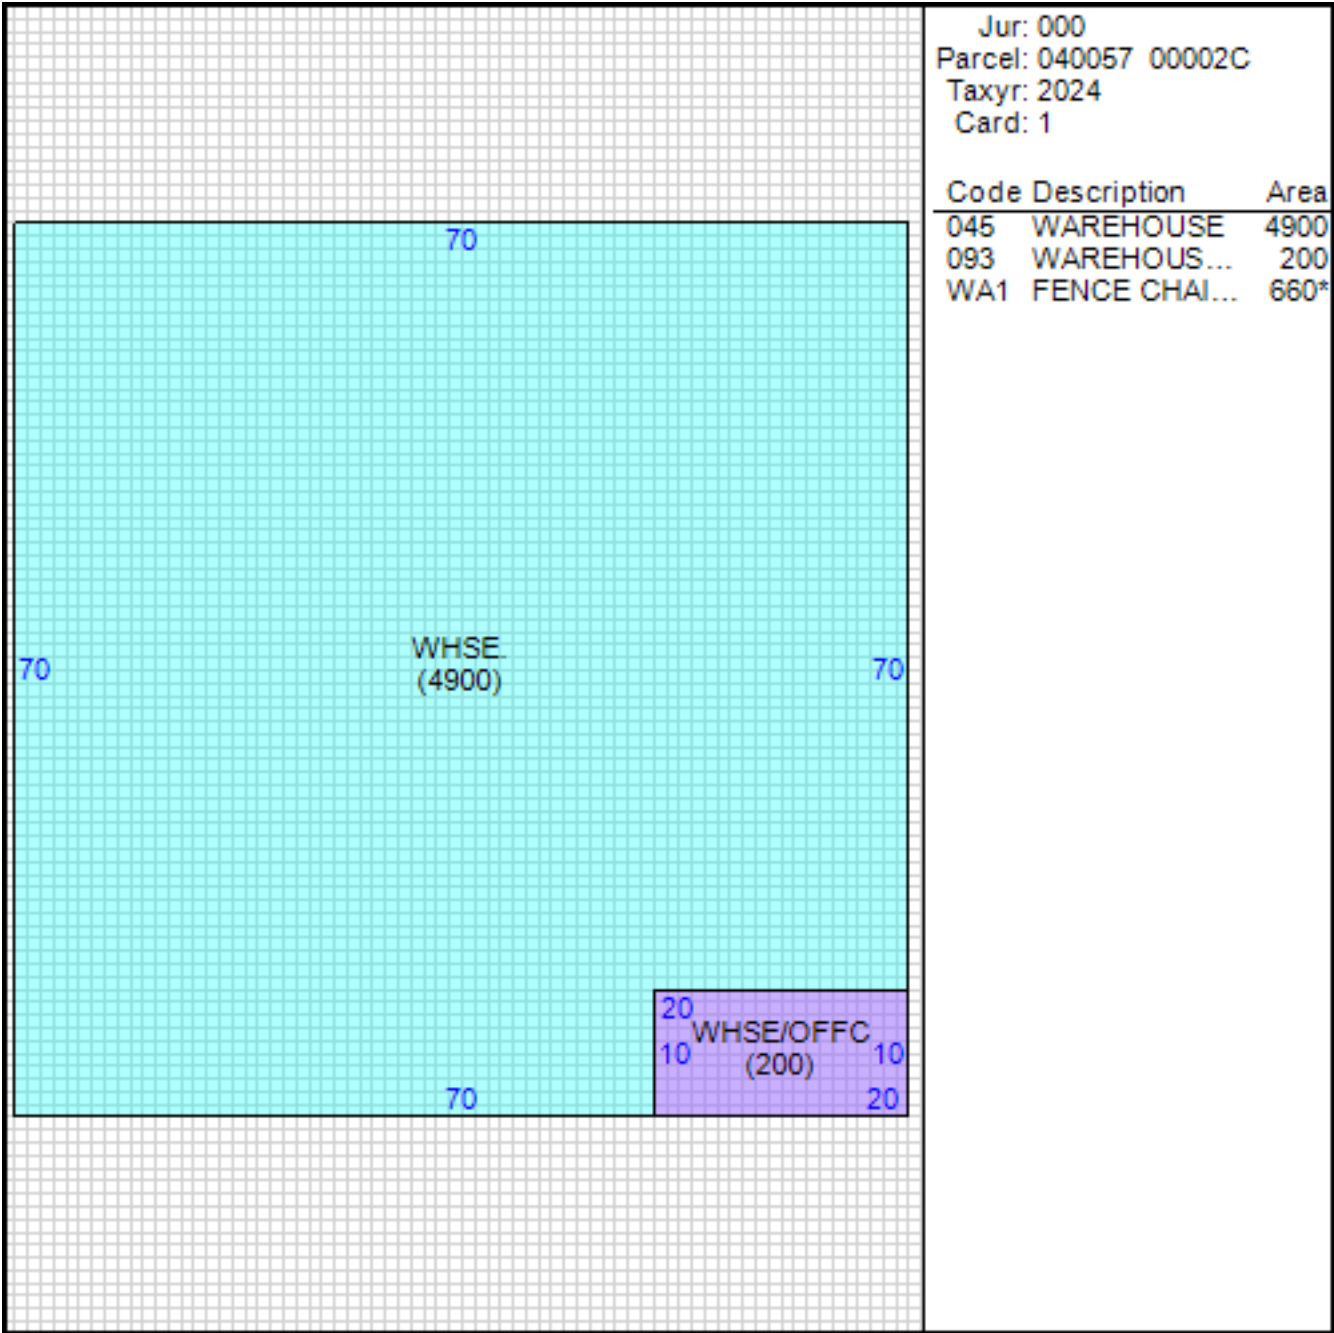 Jur: 000
Parcel: 040057 00002C
Taxyr: 2024
Card: 1
Code Description Area
045 WAREHOUSE 4900
093 WAREHOUS... 200
WA1 FENCE CHAI... 660*
70
WHSE.
(4900)
70
70
70
20
WHSE/OFFC
10
10
(200)
20